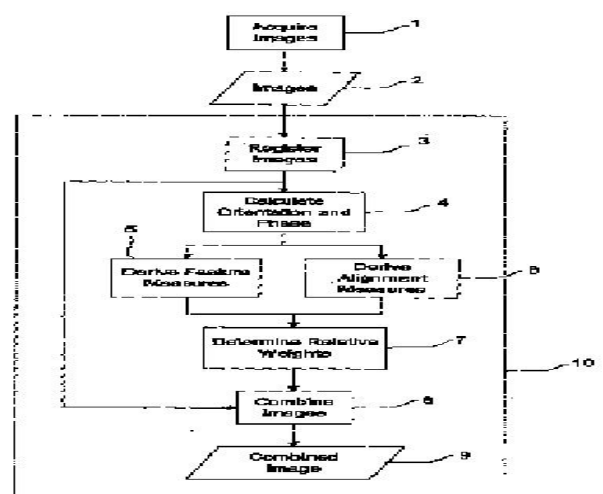 Acquire
Images
1
Images
2
Register
Images
3
Calculate
Orientation and
Phase
4
5
Derive Feature
Measures
Derive
Alignment
Measures
6
Determine Relative
Weights
7
10
Combine
Images
8
Combined
Image
9